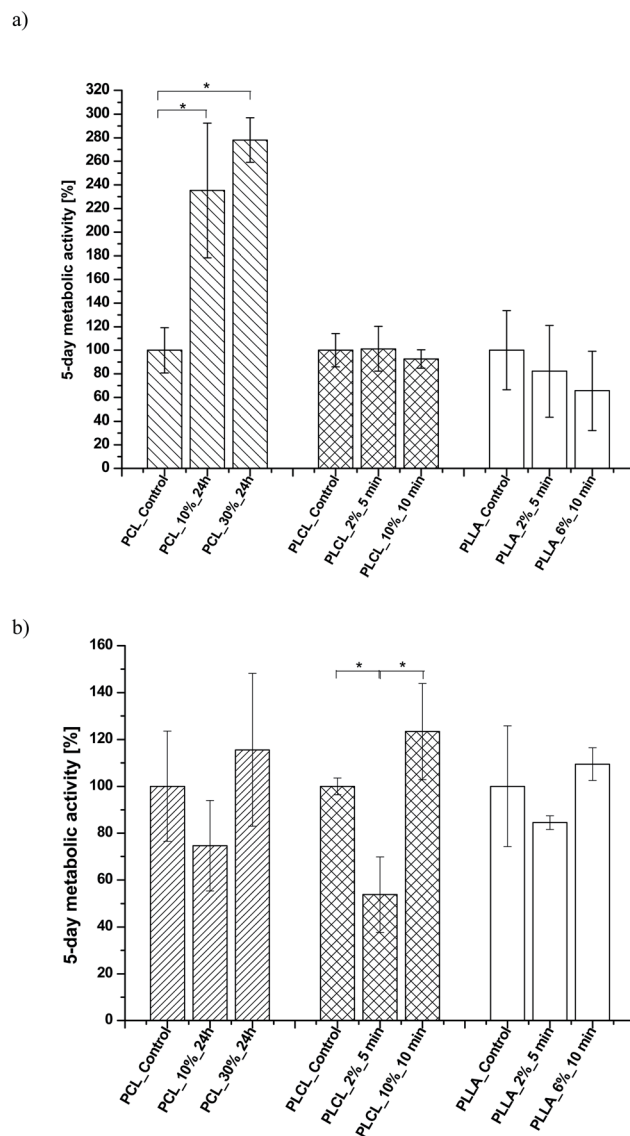 a)
* *
320
300
280
260
240
220
200
180
160
140
120
100
80
60
40
20
0
5-day metabolic activity [%]
PCL_Control
PCL_10%_24h
PCL_30%_24h
PLCL_Control
PLCL_2%_5 min
PLCL_10%_10 min
PLLA_Control
PLLA_2%_5 min
PLLA_6%_10 min
b)
* *
160
140
120
100
80
60
40
20
0
5-day metabolic activity [%]
PCL_Control
PCL_10%_24h
PCL_30%_24h
PLCL_Control
PLCL_2%_5 min
PLCL_10%_10 min
PLLA_Control
PLLA_2%_5 min
PLLA_6%_10 min